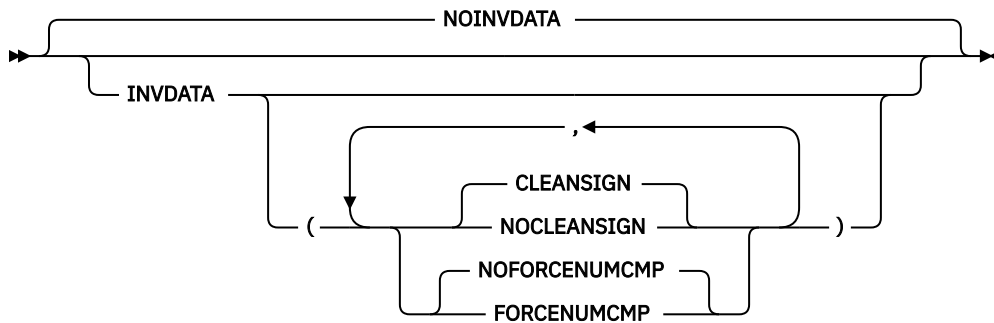 NOINVDATA
INVDATA
,
CLEANSIGN
( NOCLEANSIGN )
NOFORCENUMCMP
FORCENUMCMP